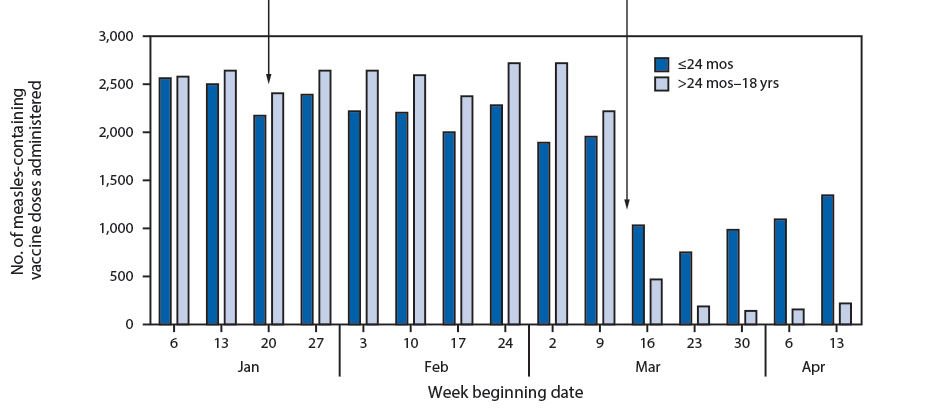 3,000
2,500
2,000
1,500
1,000
500
0
No. of measles-containing
vaccine doses administered
≤24 mos
>24 mos–18 yrs
6 13 20 27 3 10 17 24 2 9 16 23 30 6 13
Jan Feb Mar Apr
Week beginning date